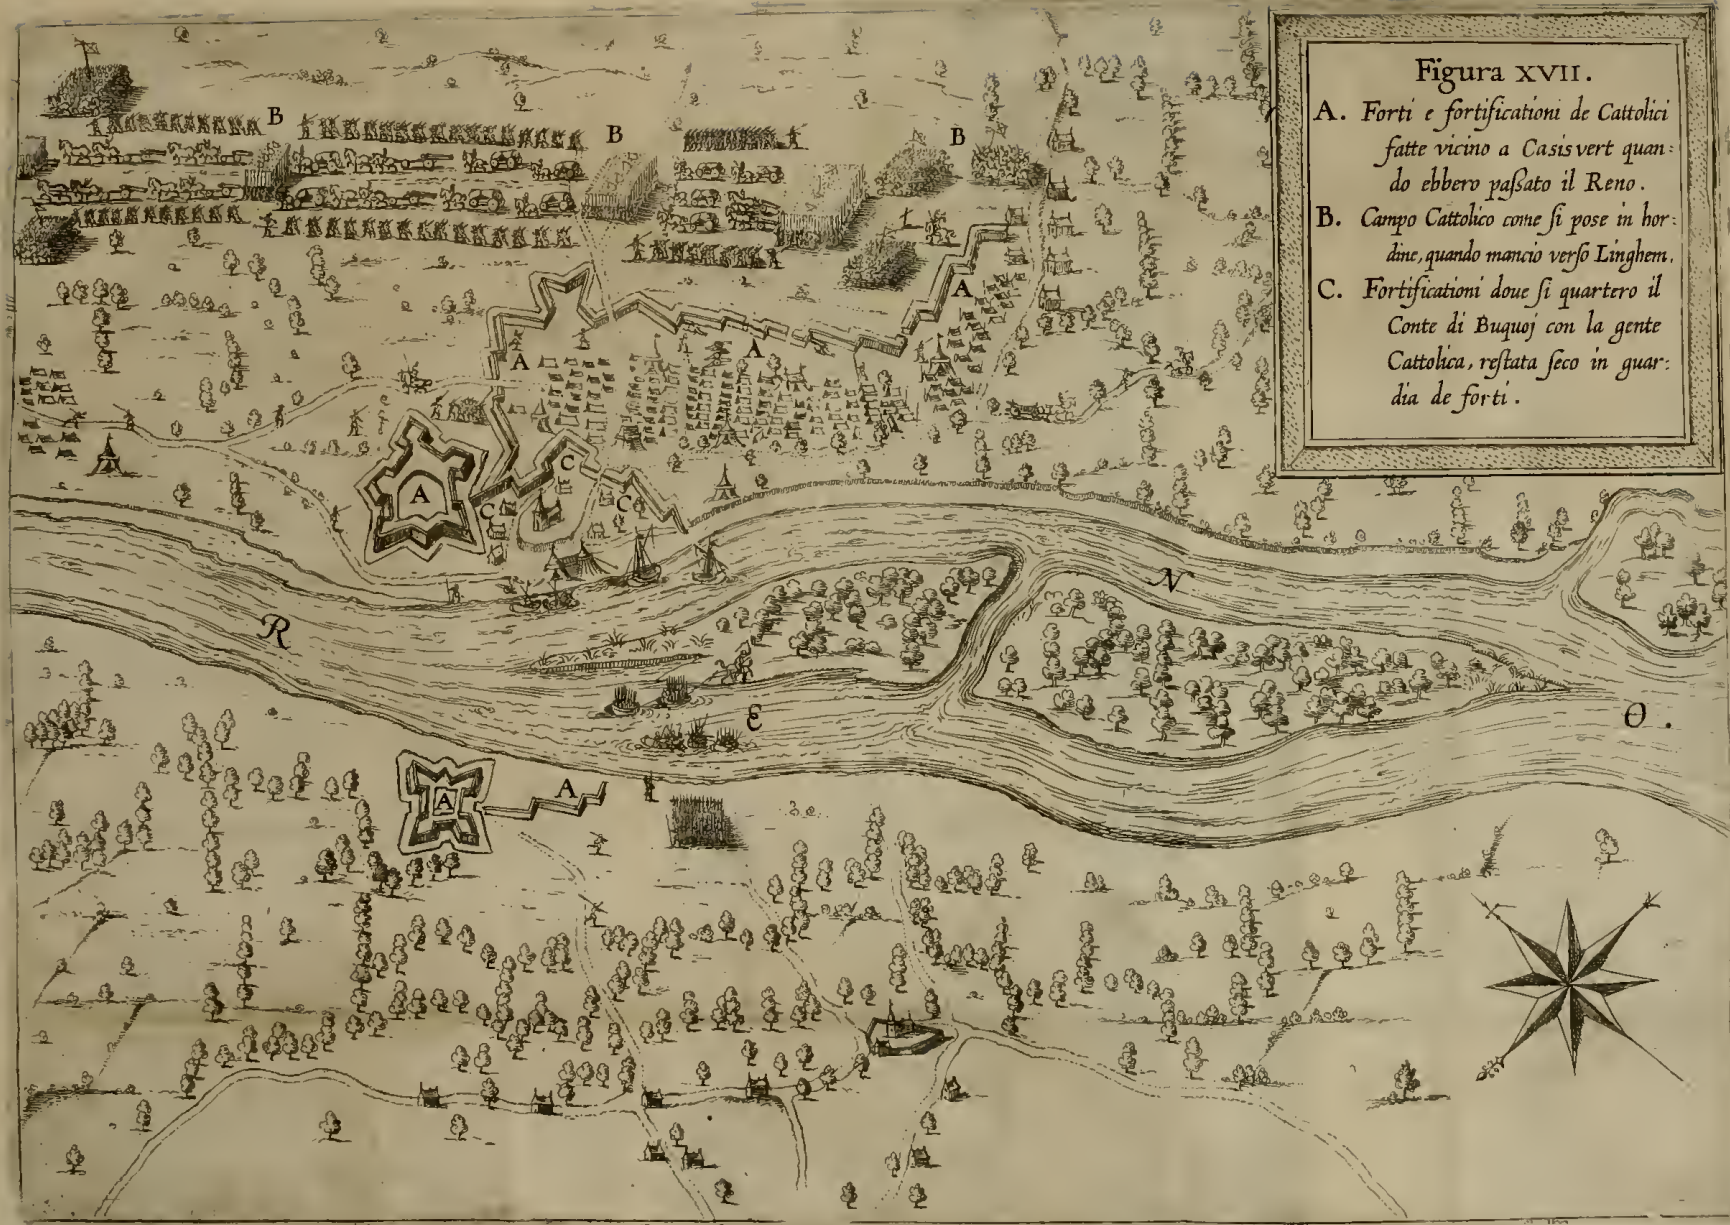 Figura XVII.
A. Forti e fortificationi de Cattolici
fatte vicino a Casisvert quan:
do ebbero paſsato il Reno.
B. Campo Cattolico come ſi pose in hor:
dine, quando mancio verſo Linghem.
C. Fortificationi doue ſi quartero il
Conte di Buquoj con la gente
Cattolica, reſtata ſeco in guar:
dia de forti.
B
B
B
A
A
A
A
C
C
C
R
E
N
O.
A
A